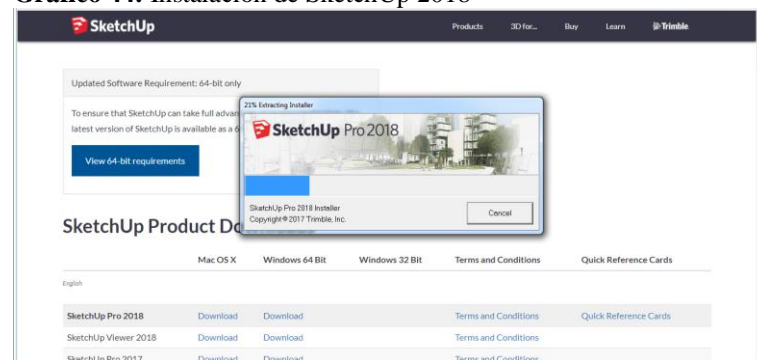 Gráfico 44. Instalación de SketchUp 2018
SketchUp Products 3D for... Buy Learn Trimble
Updated Software Requirement: 64-bit only
To ensure that SketchUp can take full advan
latest version of SketchUp is available as a 6
View 64-bit requirements
21% Extracting Installer
SketchUp Pro 2018
SketchUp Pro 2018 Installer
Copyright © 2017 Trimble, Inc.
Cancel
SketchUp Product Do
Mac OS X Windows 64 Bit Windows 32 Bit Terms and Conditions Quick Reference Cards
English
SketchUp Pro 2018 Download Download Terms and Conditions Quick Reference Cards
SketchUp Viewer 2018 Download Download Terms and Conditions
SketchUp Pro 2017 Download Download Terms and Conditions